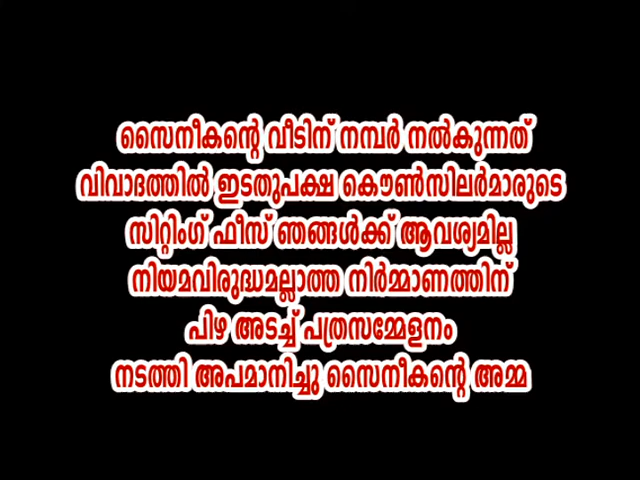 സൈനീകന്റെ വീടിന് നമ്പർ നൽകുന്നത്
വിവാദത്തിൽ ഇടതുപക്ഷ കൌൺസിലർമാരുടെ
സിറ്റിംഗ് ഫീസ് ഞങ്ങൾക്ക് ആവശ്യമില്ല
നിയമവിരുദ്ധമല്ലാത്ത നിർമ്മാണത്തിന്
പിഴ അടച്ച് പത്രസമ്മേളനം
നടത്തി അപമാനിച്ചു സൈനീകന്റെ അമ്മ